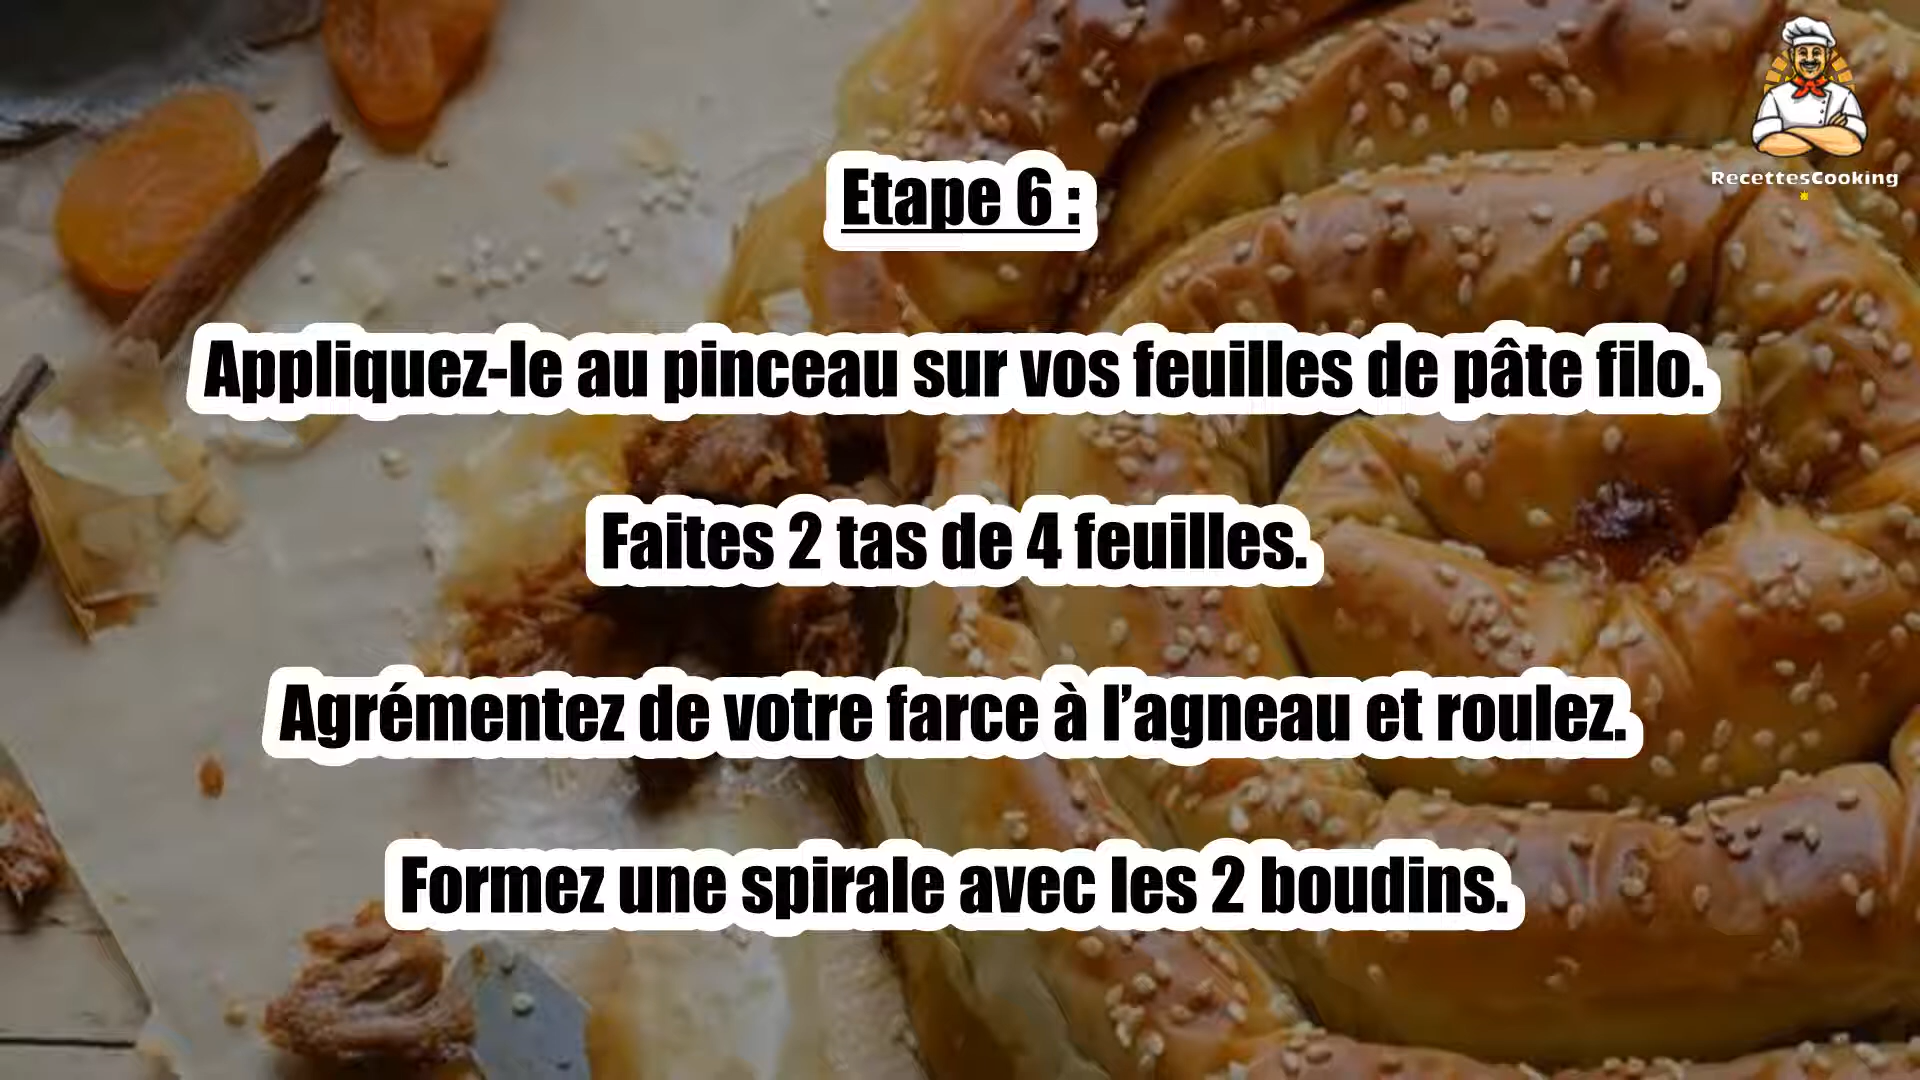 RecettesCooking
Etape 6 :
Appliquez-le au pinceau sur vos feuilles de pâte filo.
Faites 2 tas de 4 feuilles.
Agrémentez de votre farce à l’agneau et roulez.
Formez une spirale avec les 2 boudins.